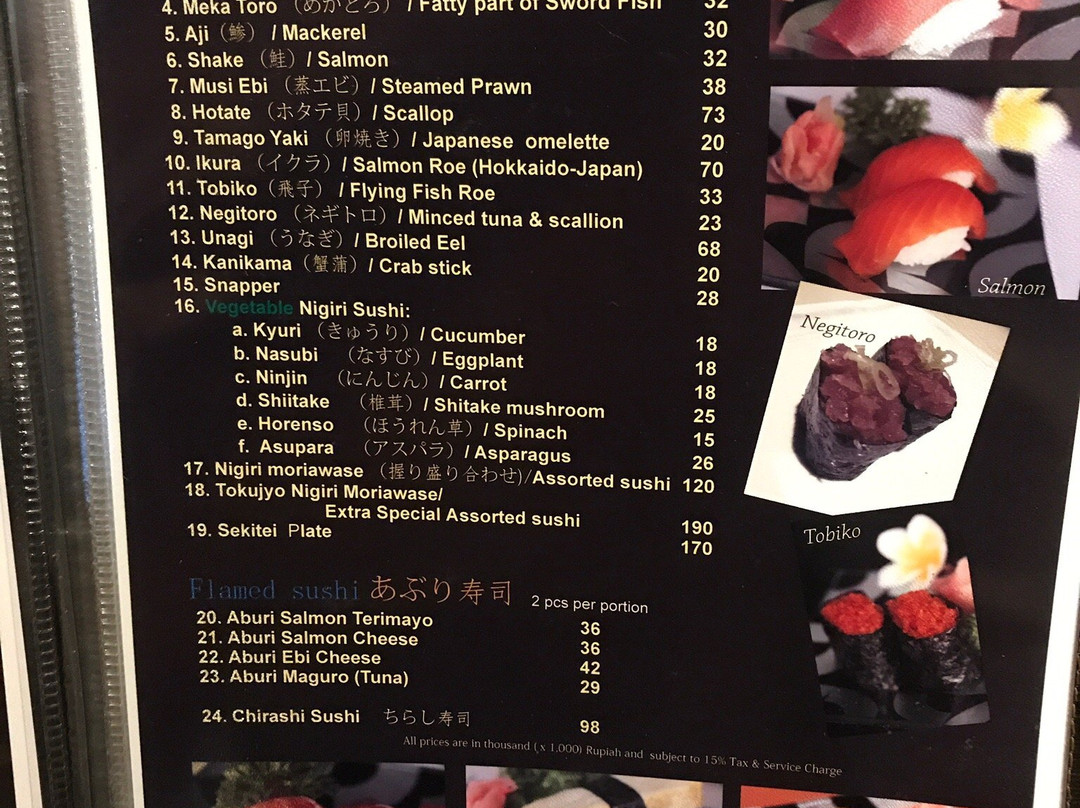 4. Meka Toro （めかとろ） / Fatty part of Sword Fish 32
5. Aji （鯵） / Mackerel 30
6. Shake （鮭） / Salmon 32
7. Musi Ebi （蒸エビ） / Steamed Prawn 38
8. Hotate （ホタテ貝） / Scallop 73
9. Tamago Yaki （卵焼き） / Japanese omelette 20
10. Ikura （イクラ） / Salmon Roe (Hokkaido-Japan) 70
11. Tobiko （飛子） / Flying Fish Roe 33
12. Negitoro （ネギトロ） / Minced tuna & scallion 23
13. Unagi （うなぎ） / Broiled Eel 68
14. Kanikama （蟹蒲） / Crab stick 20
15. Snapper 28
16. Vegetable Nigiri Sushi:
a. Kyuri （きゅうり） / Cucumber 18
b. Nasubi （なすび） / Eggplant 18
c. Ninjin （にんじん） / Carrot 18
d. Shiitake （椎茸） / Shitake mushroom 25
e. Horenso （ほうれん草） / Spinach 15
f. Asupara （アスパラ） / Asparagus 26
17. Nigiri moriawase （握り盛り合わせ)/Assorted sushi 120
18. Tokujyo Nigiri Moriawase/
Extra Special Assorted sushi 190
19. Sekitei Plate 170
Flamed sushi あぶり寿司 2 pcs per portion
20. Aburi Salmon Terimayo 36
21. Aburi Salmon Cheese 36
22. Aburi Ebi Cheese 42
23. Aburi Maguro (Tuna) 29
24. Chirashi Sushi ちらし寿司 98
All prices are in thousand ( x 1.000) Rupiah and subject to 15% Tax & Service Charge
Salmon
Negitoro
Tobiko